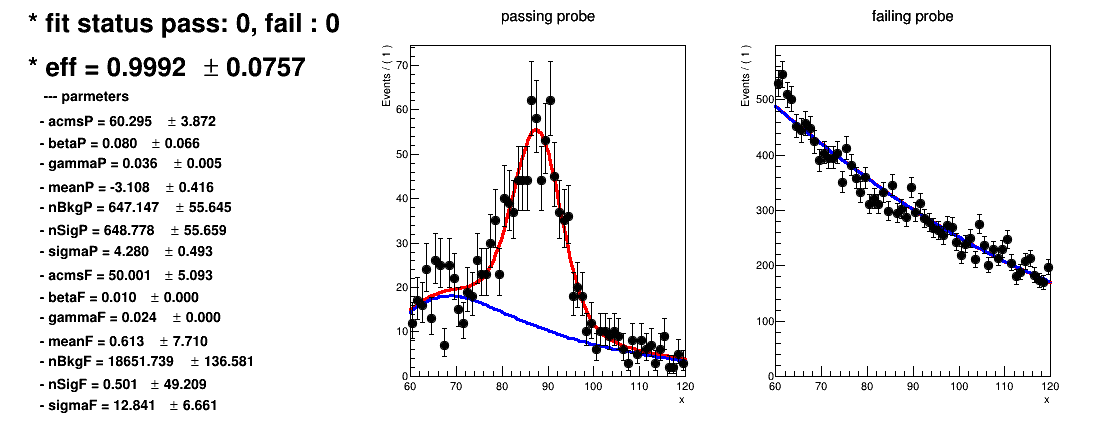 * fit status pass: 0, fail : 0
* eff = 0.9992 ± 0.0757
--- parmeters
- acmsP = 60.295 ± 3.872
- betaP = 0.080 ± 0.066
- gammaP = 0.036 ± 0.005
- meanP = -3.108 ± 0.416
- nBkgP = 647.147 ± 55.645
- nSigP = 648.778 ± 55.659
- sigmaP = 4.280 ± 0.493
- acmsF = 50.001 ± 5.093
- betaF = 0.010 ± 0.000
- gammaF = 0.024 ± 0.000
- meanF = 0.613 ± 7.710
- nBkgF = 18651.739 ± 136.581
- nSigF = 0.501 ± 49.209
- sigmaF = 12.841 ± 6.661
passing probe
Events / ( 1 )
70
60
50
40
30
20
10
0
60 70 80 90 100 110 120
x
failing probe
Events / ( 1 )
500
400
300
200
100
0
60 70 80 90 100 110 120
x